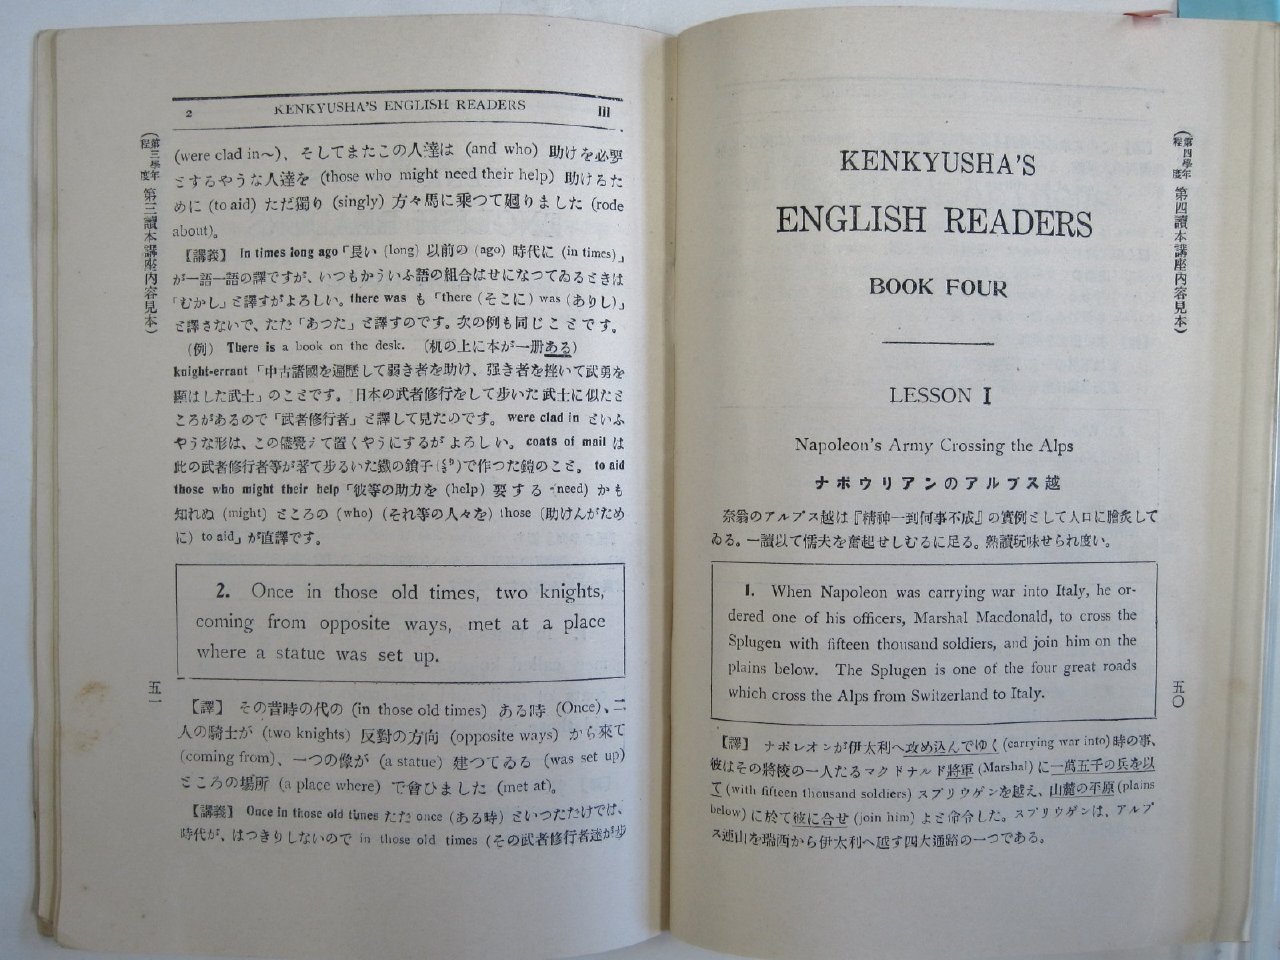 2 KENKYUSHA'S ENGLISH READERS III
(were clad in～)、そしてまたこの人達は (and who) 助けを必要
とするやうな人達を (those who might need their help) 助けるた
めに (to aid) ただ獨り (singly) 方々馬に乗つて廻りました (rode
about)。
【講義】 In times long ago「長い (long) 以前の (ago) 時代に (in times)」
が一語一語の譯ですが、いつもかういふ語の組合はせになつてゐるときは
「むかし」と譯すがよろしい。there was も「there (そこに) was (ありし)」
と譯さないで、ただ「あつた」と譯すのです。次の例も同じことです。
(例) There is a book on the desk. (机の上に本が一册ある)
knight-errant「中古諸國を遍歷して弱き者を助け、强き者を挫いて武勇を
顯はした武士」のことです。日本の武者修行をして步いた武士に似たと
ころがあるので「武者修行者」と譯して見たのです。were clad in といふ
やうな形は、この儘覺えて置くやうにするがよろしい。coats of mail は
此の武者修行者等が著て步るいた鐵の鎖子(くさり)で作つた鎧のこと。to aid
those who might their help「彼等の助力を (help) 要する (need) かも
知れぬ (might) ところの (who) (それ等の人々を) those (助けんがため
に) to aid」が直譯です。
2. Once in those old times, two knights,
coming from opposite ways, met at a place
where a statue was set up.
【譯】 その昔時の代の (in those old times) ある時 (Once)、二
人の騎士が (two knights) 反對の方向 (opposite ways) から來て
(coming from)、一つの像が (a statue) 建つてゐる (was set up)
ところの場所 (a place where) で會ひました (met at)。
【講義】 Once in those old times ただ once (ある時) といつただけでは、
時代が、はつきりしないので in those old times (その武者修行者達が步
(第三學年程度 第三讀本講座內容見本)
五一
KENKYUSHA'S
ENGLISH READERS
BOOK FOUR
LESSON I
Napoleon's Army Crossing the Alps
ナポウリアンのアルプス越
奈翁のアルプス越は『精神一到何事不成』の實例として人口に膾炙して
ゐる。一讀以て懦夫を奮起せしむるに足る。熟讀玩味せられ度い。
1. When Napoleon was carrying war into Italy, he or-
dered one of his officers, Marshal Macdonald, to cross the
Splugen with fifteen thousand soldiers, and join him on the
plains below. The Splugen is one of the four great roads
which cross the Alps from Switzerland to Italy.
【譯】 ナポレオンが伊太利へ攻め込んでゆく (carrying war into) 時の事、
彼はその將校の一人たるマクドナルド將軍 (Marshal) に一萬五千の兵を以
て (with fifteen thousand soldiers) スプリウゲンを越え、山麓の平原 (plains
below) に於て彼に合せ (join him) よと命令した。スプリウゲンは、アルプ
ス連山を瑞西から伊太利へ越す四大通路の一つである。
(第四學年程度 第四讀本講座內容見本)
五〇